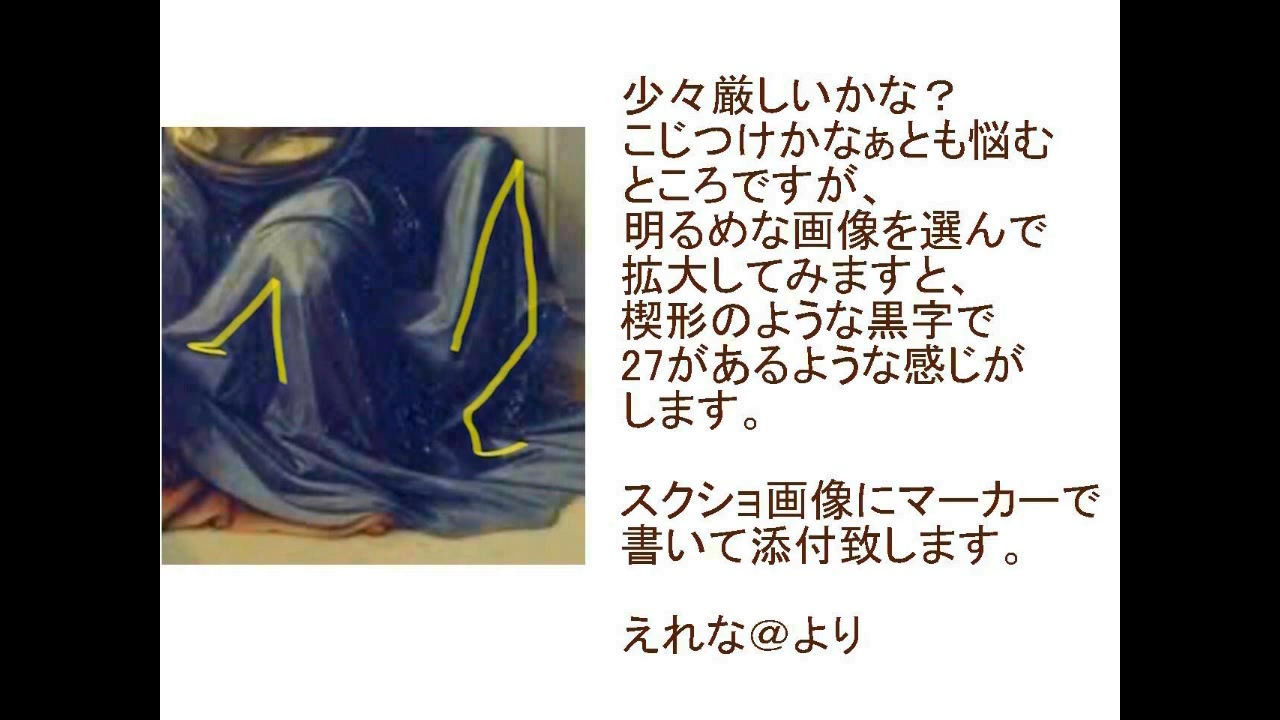 少々厳しいかな？
こじつけかなぁとも悩む
ところですが、
明るめな画像を選んで
拡大してみますと、
楔形のような黒字で
27があるような感じが
します。
スクショ画像にマーカーで
書いて添付致します。
えれな＠より